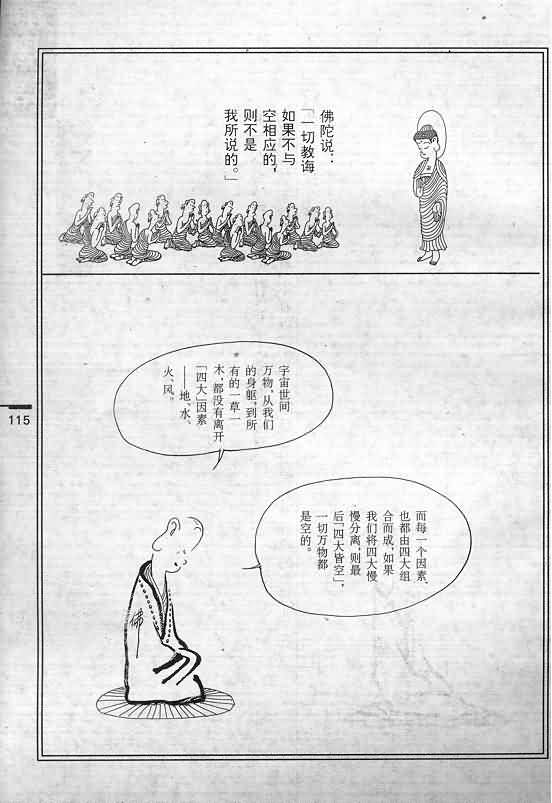 佛陀说：
「一切教诲
如果不与
空相应的，
则不是
我所说的。」
宇宙世间
万物，从我们
的身躯，到所
有的一草一
木，都没有离开
「四大」因素
——地、水、
火、风。
而每一个因素，
也都由四大组
合而成，如果
我们将四大慢
慢分离，则最
后「四大皆空」，
一切万物都
是空的。
佛
115